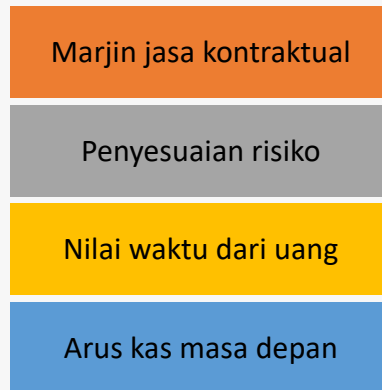 Marjin jasa kontraktual
Penyesuaian risiko
Nilai waktu dari uang
Arus kas masa depan